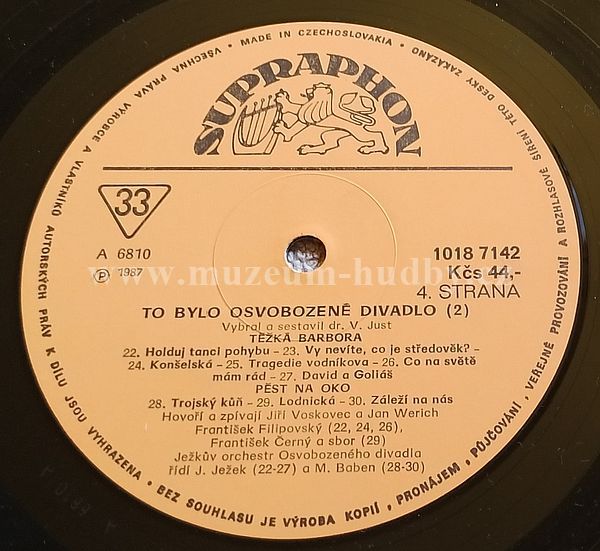 • MADE IN CZECHOSLOVAKIA •
VŠECHNA PRÁVA VÝROBCE A VLASTNÍKŮ AUTORSKÝCH PRÁV K DÍLU JSOU VYHRAZENA • BEZ SOUHLASU JE VÝROBA KOPIÍ, PRONÁJEM, PŮJČOVÁNÍ, VEŘEJNÉ PROVOZOVÁNÍ A ROZHLASOVÉ ŠÍŘENÍ TÉTO DESKY ZAKÁZÁNO
SUPRAPHON
33
A 6810
Ⓟ 1987
1018 7142
Kčs 44,-
4. STRANA
TO BYLO OSVOBOZENÉ DIVADLO (2)
Vybral a sestavil dr. V. Just
TĚŽKÁ BARBORA
22. Holduj tanci pohybu - 23. Vy nevíte, co je středověk? -
24. Konšelská - 25. Tragedie vodníkova - 26. Co na světě
mám rád - 27. David a Goliáš
PĚST NA OKO
28. Trojský kůň - 29. Lodnická - 30. Záleží na nás
Hovoří a zpívají Jiří Voskovec a Jan Werich
František Filipovský (22, 24, 26),
František Černý a sbor (29)
Ježkův orchestr Osvobozeného divadla
řídí J. Ježek (22-27) a M. Baben (28-30)